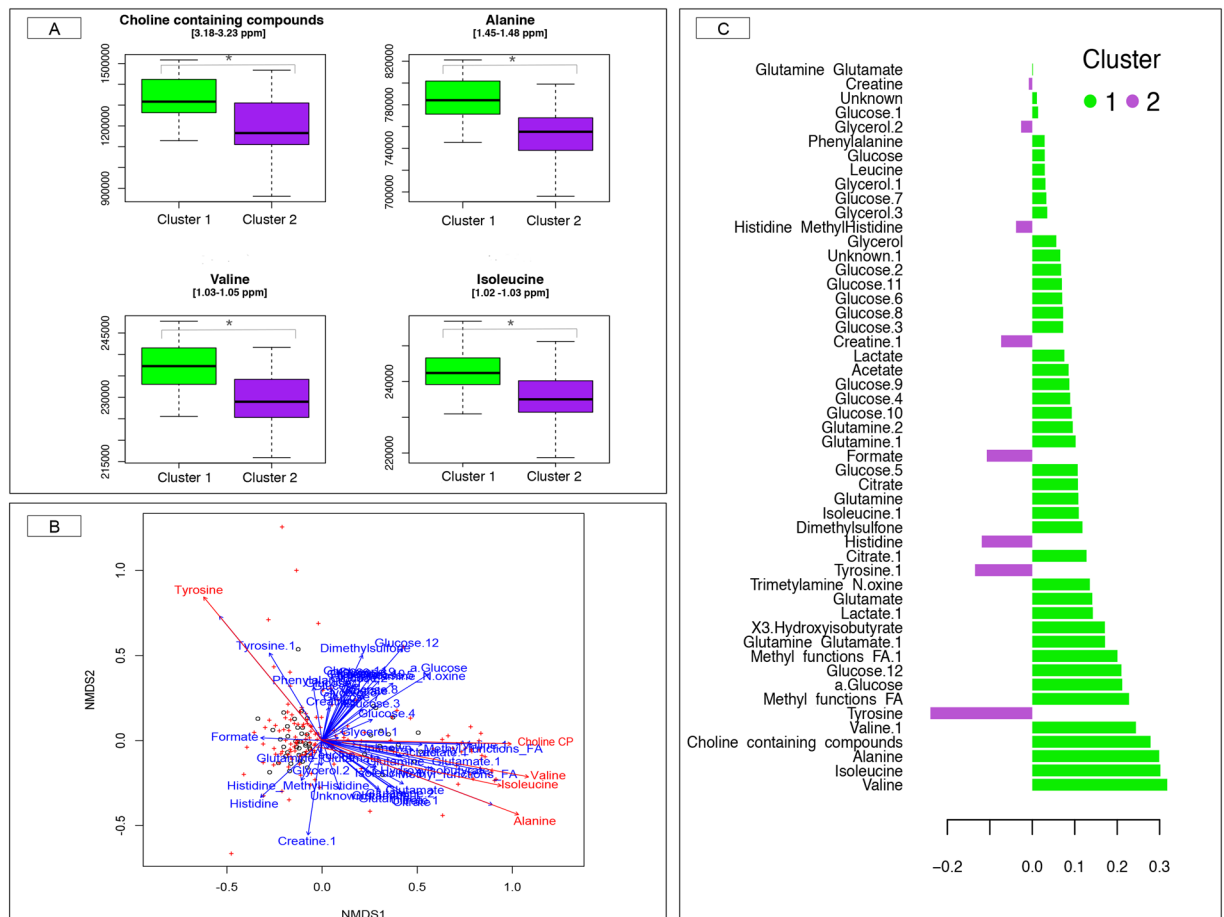 A
Choline containing compounds
[3.18-3.23 ppm]
1500000
1200000
900000
*
Cluster 1
Cluster 2
Alanine
[1.45-1.48 ppm]
820000
780000
740000
700000
*
Cluster 1
Cluster 2
Valine
[1.03-1.05 ppm]
245000
230000
215000
*
Cluster 1
Cluster 2
Isoleucine
[1.02 -1.03 ppm]
240000
220000
*
Cluster 1
Cluster 2
B
NMDS2
1.0
0.5
0.0
-0.5
Tyrosine
Tyrosine.1
Glucose.12
Dimethylsulfone
a.Glucose
Glucose.3
Glucose.4
Glycerol.1
Formate
Choline CP
Methyl_functions_FA
Valine
Isoleucine
Glycerol.2
Histidine_MethylHistidine
Histidine
Glutamate
Citrate
Alanine
Creatine.1
-0.5
0.0
0.5
1.0
NMDS1
C
Cluster
1
2
Glutamine Glutamate
Creatine
Unknown
Glucose.1
Glycerol.2
Phenylalanine
Glucose
Leucine
Glycerol.1
Glucose.7
Glycerol.3
Histidine MethylHistidine
Glycerol
Unknown.1
Glucose.2
Glucose.11
Glucose.6
Glucose.8
Glucose.3
Creatine.1
Lactate
Acetate
Glucose.9
Glucose.4
Glucose.10
Glutamine.2
Glutamine.1
Formate
Glucose.5
Citrate
Glutamine
Isoleucine.1
Dimethylsulfone
Histidine
Citrate.1
Tyrosine.1
Trimetylamine N.oxine
Glutamate
Lactate.1
X3.Hydroxyisobutyrate
Glutamine Glutamate.1
Methyl functions FA.1
Glucose.12
a.Glucose
Methyl functions FA
Tyrosine
Valine.1
Choline containing compounds
Alanine
Isoleucine
Valine
−0.2
0.0
0.1
0.2
0.3